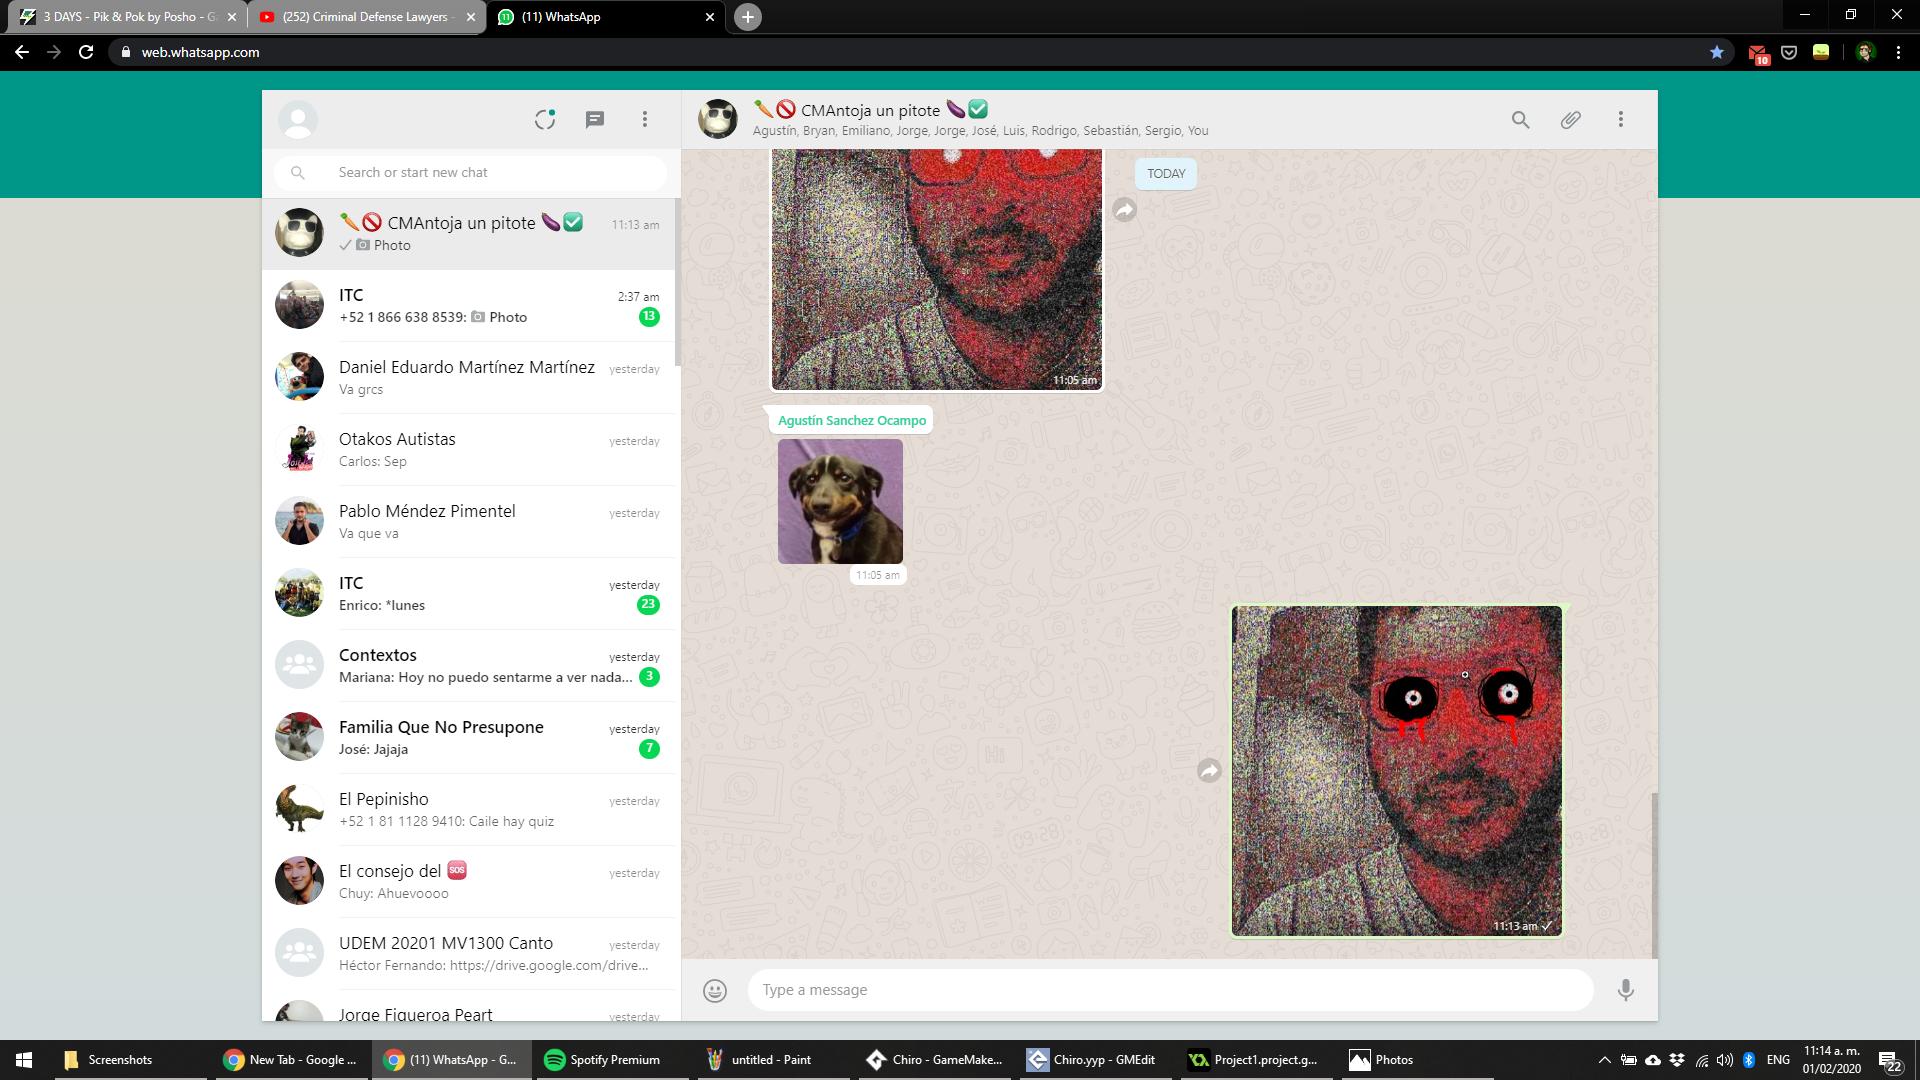 3 DAYS - Pik & Pok by Posho - G
(252) Criminal Defense Lawyers -
(11) WhatsApp
web.whatsapp.com
10
🥕🚫 CMAntoja un pitote 🍆✅
Agustín, Bryan, Emiliano, Jorge, Jorge, José, Luis, Rodrigo, Sebastián, Sergio, You
Search or start new chat
🥕🚫 CMAntoja un pitote 🍆✅ 11:13 am
Photo
ITC 2:37 am
+52 1 866 638 8539: Photo 13
Daniel Eduardo Martínez Martínez yesterday
Va grcs
Otakos Autistas yesterday
Carlos: Sep
Pablo Méndez Pimentel yesterday
Va que va
ITC yesterday
Enrico: *lunes 23
Contextos yesterday
Mariana: Hoy no puedo sentarme a ver nada... 3
Familia Que No Presupone yesterday
José: Jajaja 7
El Pepinisho yesterday
+52 1 81 1128 9410: Caile hay quiz
El consejo del 🆘 yesterday
Chuy: Ahuevoooo
UDEM 20201 MV1300 Canto yesterday
Héctor Fernando: https://drive.google.com/drive...
Jorge Figueroa Peart yesterday
TODAY
11:05 am
Agustín Sanchez Ocampo
11:05 am
11:13 am
Type a message
Screenshots
New Tab - Google ...
(11) WhatsApp - G...
Spotify Premium
untitled - Paint
Chiro - GameMake...
Chiro.yyp - GMEdit
Project1.project.g...
Photos
ENG
11:14 a. m.
01/02/2020
22